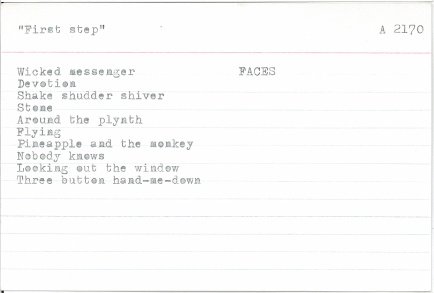 "First step" A 2170
Wicked messenger FACES
Devotion
Shake shudder shiver
Stone
Around the plynth
Flying
Pineapple and the monkey
Nobody knows
Looking out the window
Three button hand-me-down